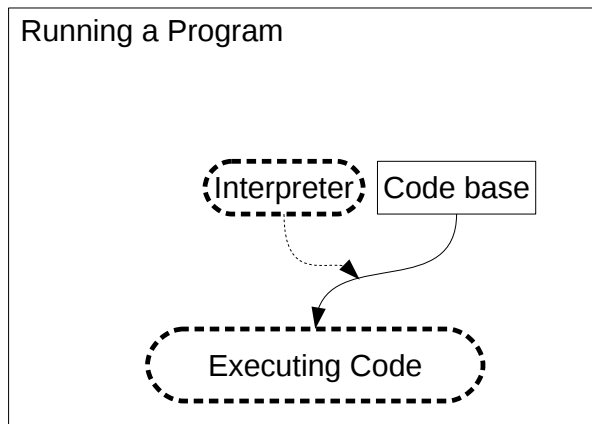 Running a Program
Interpreter
Code base
Executing Code